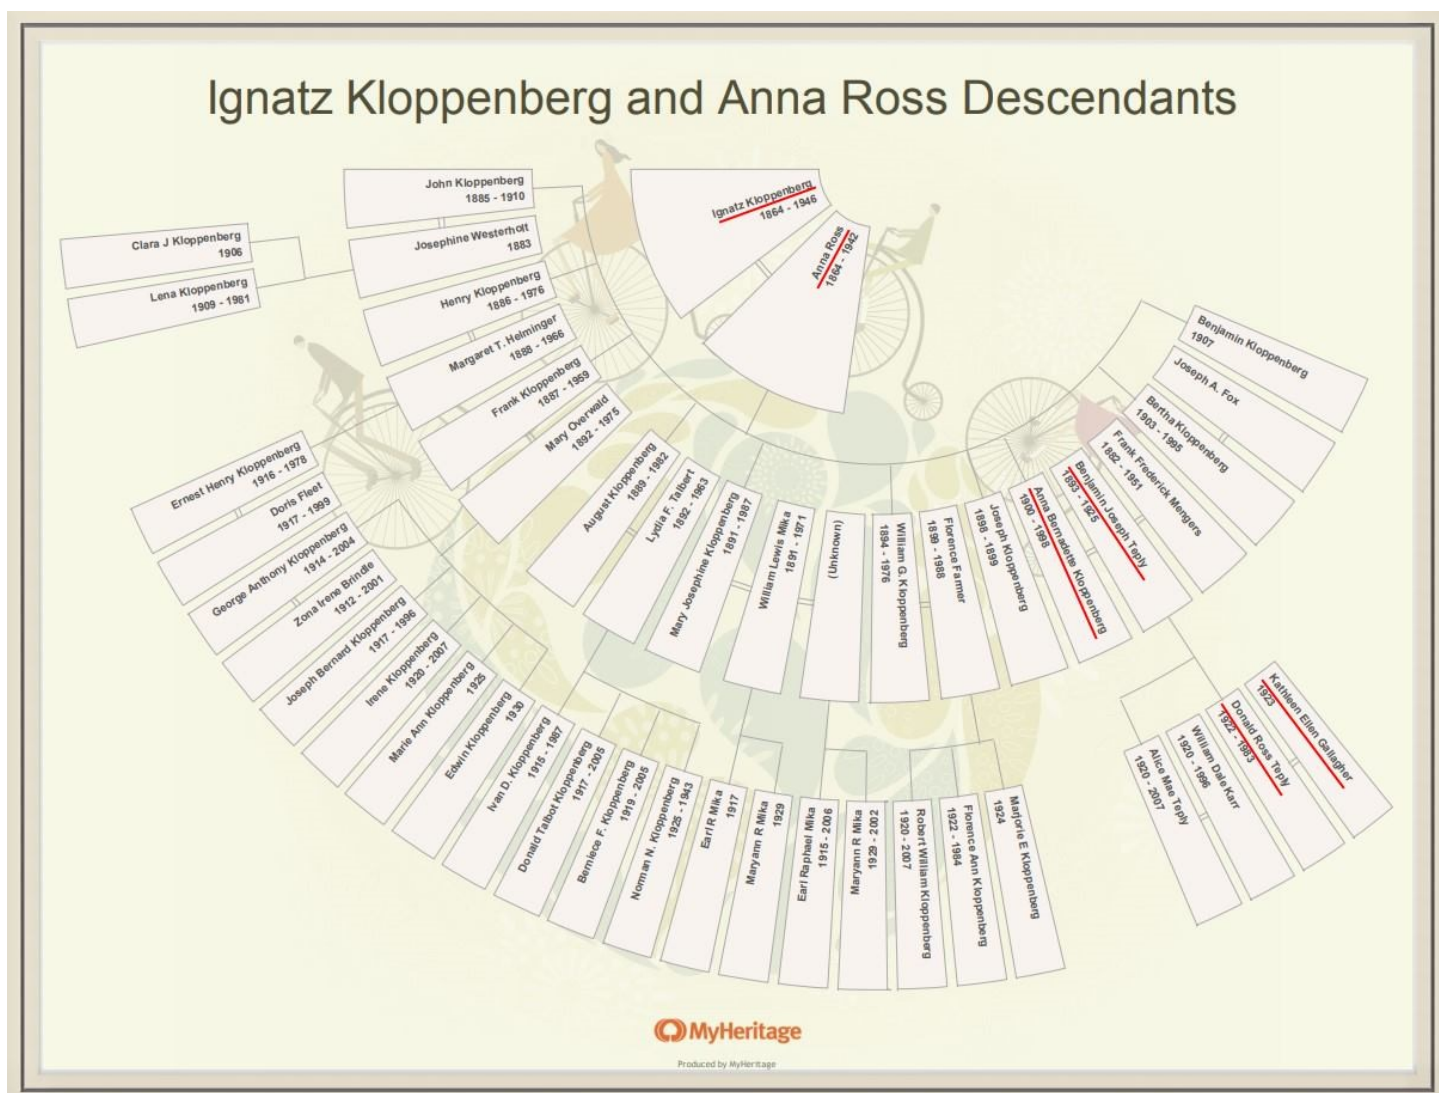 Ignatz Kloppenberg and Anna Ross Descendants
Ignatz Kloppenberg
1864 - 1946
Anna Ross
1864 - 1942
John Kloppenberg
1885 - 1910
Josephine Westerholt
1883
Clara J Kloppenberg
1906
Lena Kloppenberg
1909 - 1981
Henry Kloppenberg
1886 - 1976
Margaret T. Helminger
1888 - 1966
Frank Kloppenberg
1887 - 1959
Mary Overwald
1892 - 1975
August Kloppenberg
1889 - 1982
Lydia F. Talbert
1892 - 1963
Mary Josephine Kloppenberg
1891 - 1987
William Lewis Mika
1891 - 1971
(Unknown)
William G. Kloppenberg
1894 - 1976
Florence Farmer
1899 - 1988
Joseph Kloppenberg
1898 - 1899
Anna Bernadette Kloppenberg
1900 - 1998
Benjamin Joseph Teply
1893 - 1925
Frank Frederick Mengers
1882 - 1951
Bertha Kloppenberg
1903 - 1995
Joseph A. Fox
Benjamin Kloppenberg
1907
Ernest Henry Kloppenberg
1916 - 1978
Doris Fleet
1917 - 1999
George Anthony Kloppenberg
1914 - 2004
Zona Irene Brindle
1912 - 2001
Joseph Bernard Kloppenberg
1917 - 1996
Irene Kloppenberg
1920 - 2007
Marie Ann Kloppenberg
1925
Edwin Kloppenberg
1930
Ivan D. Kloppenberg
1915 - 1987
Donald Talbot Kloppenberg
1917 - 2005
Berniece F. Kloppenberg
1919 - 2005
Norman N. Kloppenberg
1925 - 1943
Earl R Mika
1917
Maryann R Mika
1929
Earl Raphael Mika
1915 - 2006
Maryann R Mika
1929 - 2002
Robert William Kloppenberg
1920 - 2007
Florence Ann Kloppenberg
1922 - 1984
Marjorie E Kloppenberg
1924
Alice Mae Teply
1920 - 2007
William Dale Karr
1920 - 1996
Donald Ross Teply
1922 - 1983
Kathleen Ellen Gallagher
1923
MyHeritage
Produced by MyHeritage